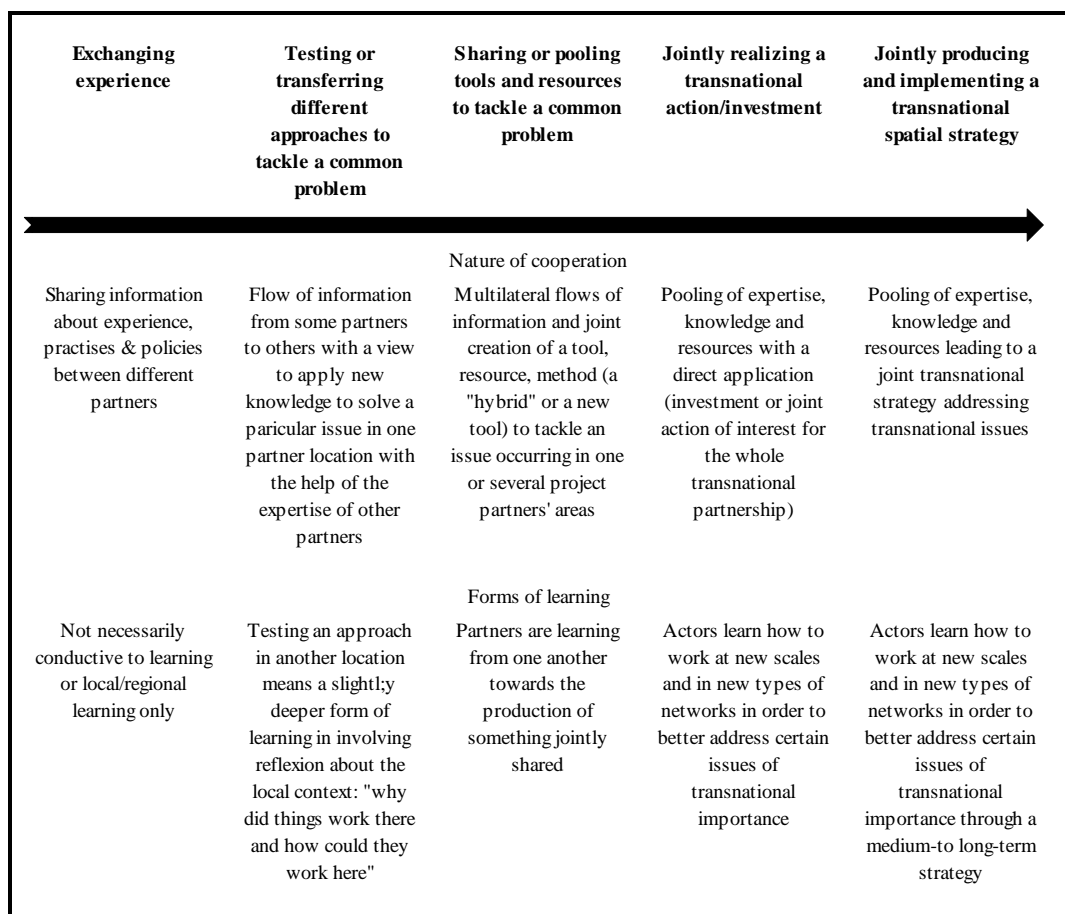 Exchanging
experience
Testing or
transferring
different
approaches to
tackle a common
problem
Sharing or pooling
tools and resources
to tackle a common
problem
Jointly realizing a
transnational
action/investment
Jointly producing
and implementing a
transnational
spatial strategy
Nature of cooperation
Sharing information
about experience,
practises & policies
between different
partners
Flow of information
from some partners
to others with a view
to apply new
knowledge to solve a
paricular issue in one
partner location with
the help of the
expertise of other
partners
Multilateral flows of
information and joint
creation of a tool,
resource, method (a
"hybrid" or a new
tool) to tackle an
issue occurring in one
or several project
partners' areas
Pooling of expertise,
knowledge and
resources with a
direct application
(investment or joint
action of interest for
the whole
transnational
partnership)
Pooling of expertise,
knowledge and
resources leading to a
joint transnational
strategy addressing
transnational issues
Forms of learning
Not necessarily
conductive to learning
or local/regional
learning only
Testing an approach
in another location
means a slightl;y
deeper form of
learning in involving
reflexion about the
local context: "why
did things work there
and how could they
work here"
Partners are learning
from one another
towards the
production of
something jointly
shared
Actors learn how to
work at new scales
and in new types of
networks in order to
better address certain
issues of
transnational
importance
Actors learn how to
work at new scales
and in new types of
networks in order to
better address certain
issues of
transnational
importance through a
medium-to long-term
strategy